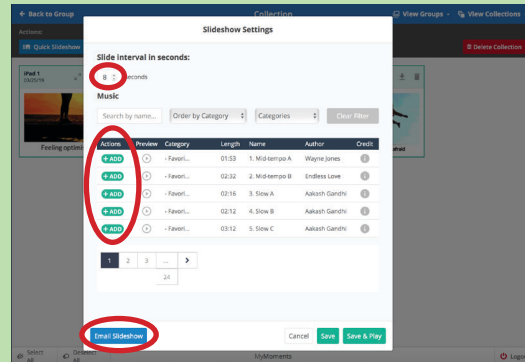 ← Back to Group Collection View Groups - View Collections
Actions:
Quick Slideshow Delete Collection
Slideshow Settings
iPad 1
Slide interval in seconds:
8 seconds
Music
Search by name... Order by Category Categories Clear Filter
Actions Preview Category Length Name Author Credit
+ ADD - Favori... 01:53 1. Mid-tempo A Wayne Jones
+ ADD - Favori... 02:32 2. Mid-tempo B Endless Love
+ ADD - Favori... 02:16 3. Slow A Aakash Gandhi
+ ADD - Favori... 02:12 4. Slow B Aakash Gandhi
+ ADD - Favori... 03:12 5. Slow C Aakash Gandhi
Feeling optimi afraid
1 2 3 ... >
24
Email Slideshow Cancel Save Save & Play
Select All Deselect All MyMoments Logo